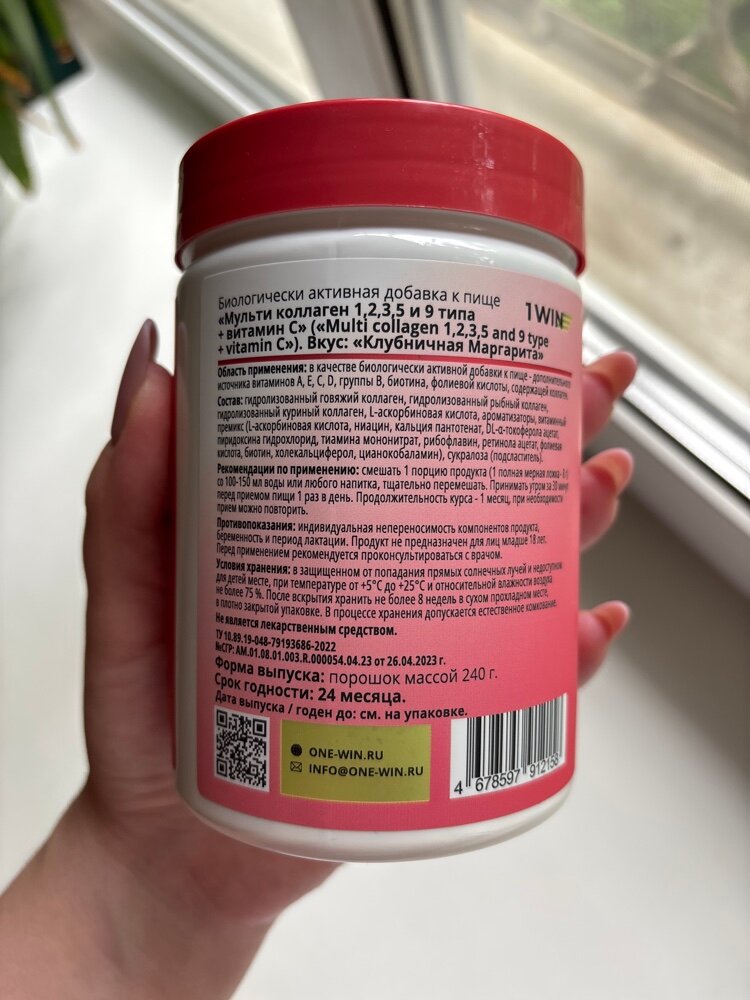 Биологически активная добавка к пище
1WIN
«Мульти коллаген 1,2,3,5 и 9 типа
+ витамин С» («Multi collagen 1,2,3,5 and 9 type
+ vitamin C»). Вкус: «Клубничная Маргарита»
Область применения: в качестве биологически активной добавки к пище - дополнительного
источника витаминов А, Е, С, D, группы В, биотина, фолиевой кислоты, содержащей коллаген.
Состав: гидролизованный говяжий коллаген, гидролизованный рыбный коллаген,
гидролизованный куриный коллаген, L-аскорбиновая кислота, ароматизаторы, витаминный
премикс (L-аскорбиновая кислота, ниацин, кальция пантотенат, DL-α-токоферола ацетат,
пиридоксина гидрохлорид, тиамина мононитрат, рибофлавин, ретинола ацетат, фолиевая
кислота, биотин, холекальциферол, цианокобаламин), сукралоза (подсластитель).
Рекомендации по применению: смешать 1 порцию продукта (1 полная мерная ложка-
со 100-150 мл воды или любого напитка, тщательно перемешать. Принимать утром за 30 минут
перед приемом пищи 1 раз в день. Продолжительность курса - 1 месяц, при необходимости
прием можно повторить.
Противопоказания: индивидуальная непереносимость компонентов продукта,
беременность и период лактации. Продукт не предназначен для лиц младше 18 лет.
Перед применением рекомендуется проконсультироваться с врачом.
Условия хранения: в защищенном от попадания прямых солнечных лучей и недоступном
для детей месте, при температуре от +5°С до +25°С и относительной влажности воздуха
не более 75 %. После вскрытия хранить не более 8 недель в сухом прохладном месте,
в плотно закрытой упаковке. В процессе хранения допускается естественное комкование.
Не является лекарственным средством.
ТУ 10.89.19-048-79193686-2022
№СГР: AM.01.08.01.003.R.000054.04.23 от 26.04.2023 г.
Форма выпуска: порошок массой 240 г.
Срок годности: 24 месяца.
Дата выпуска / годен до: см. на упаковке.
ONE-WIN.RU
INFO@ONE-WIN.RU
4 678597 912158